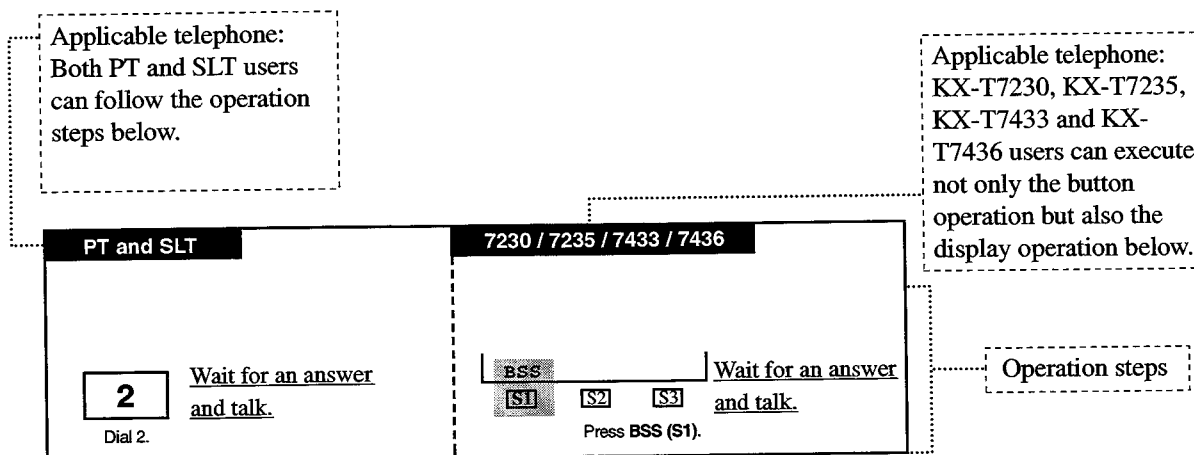 Applicable telephone:
Both PT and SLT users
can follow the operation
steps below.
Applicable telephone:
KX-T7230, KX-T7235,
KX-T7433 and KX-
T7436 users can execute
not only the button
operation but also the
display operation below.
PT and SLT
7230 / 7235 / 7433 / 7436
2
Wait for an answer
and talk.
Dial 2.
BSS
S1 S2 S3
Wait for an answer
and talk.
Press BSS (S1).
Operation steps